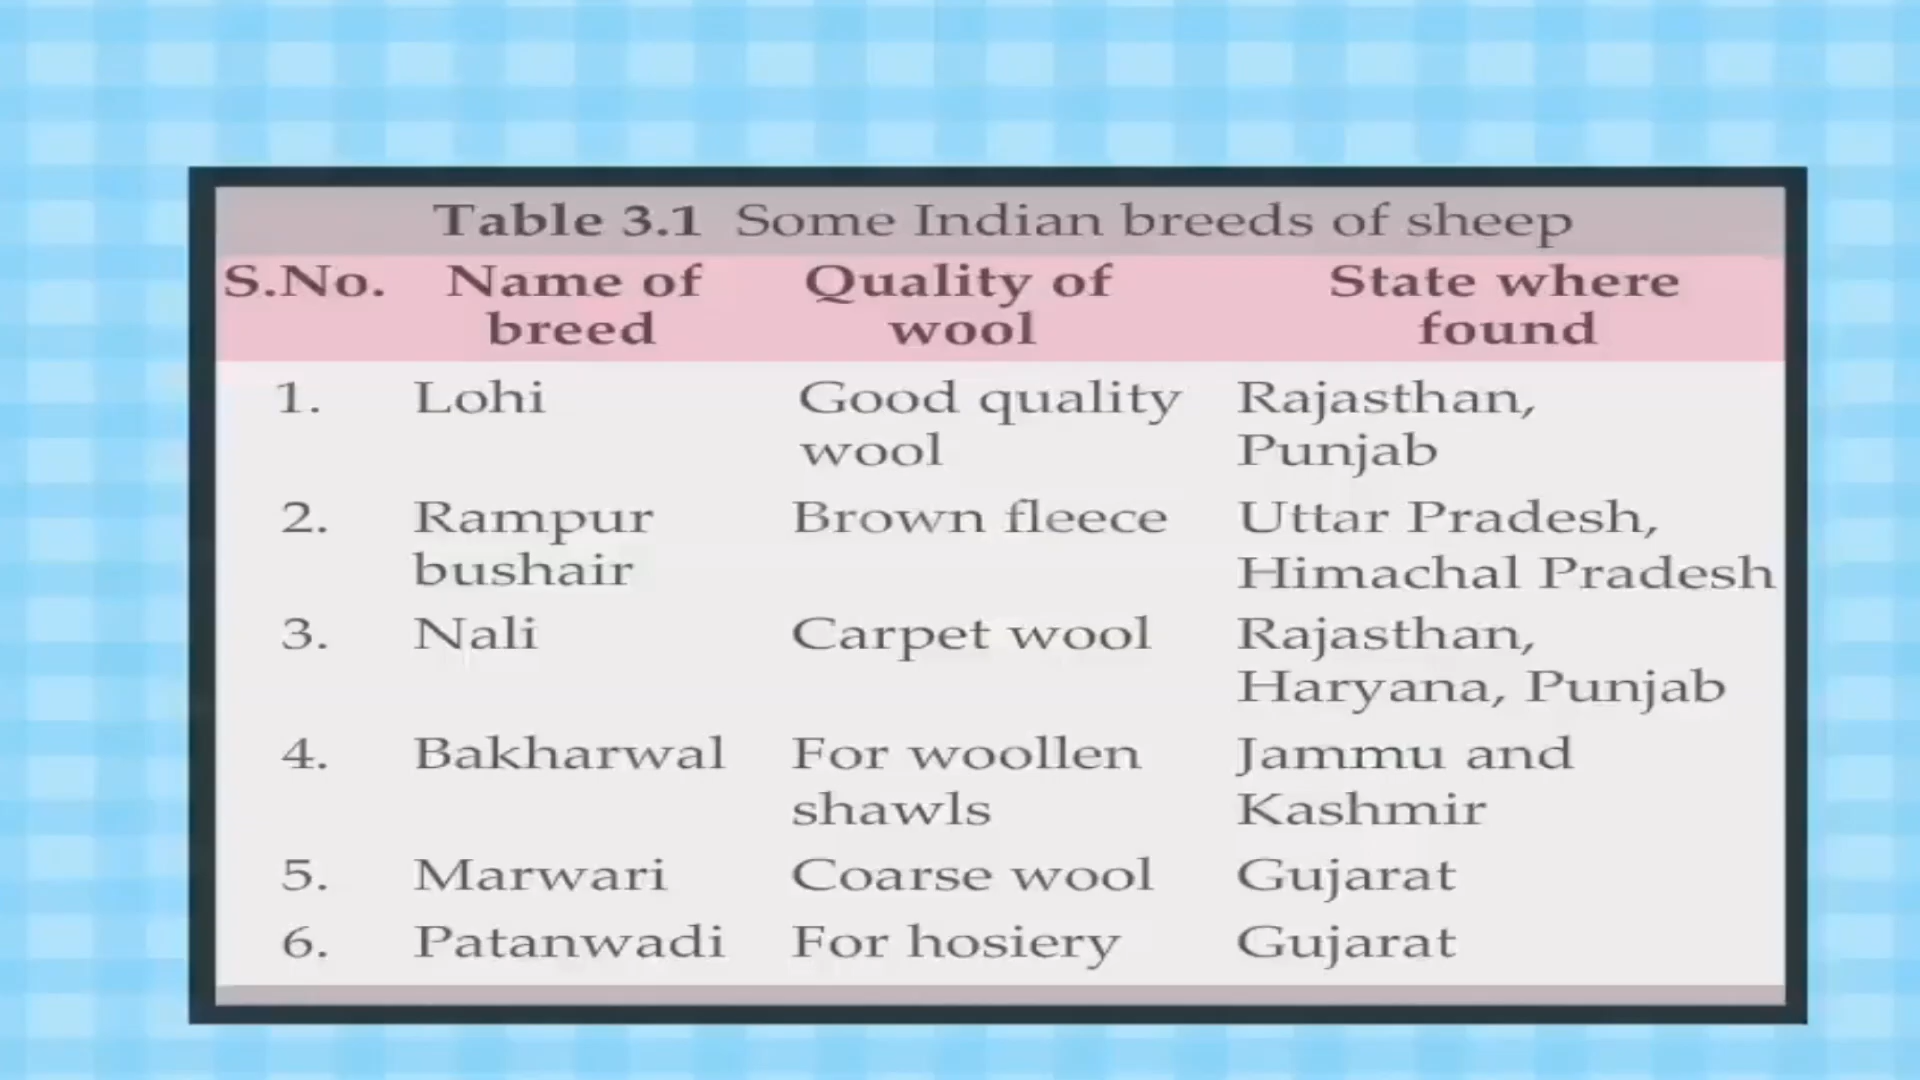 Table 3.1 Some Indian breeds of sheep
S.No. Name of Quality of State where
breed wool found
1. Lohi Good quality Rajasthan,
wool Punjab
2. Rampur Brown fleece Uttar Pradesh,
bushair Himachal Pradesh
3. Nali Carpet wool Rajasthan,
Haryana, Punjab
4. Bakharwal For woollen Jammu and
shawls Kashmir
5. Marwari Coarse wool Gujarat
6. Patanwadi For hosiery Gujarat